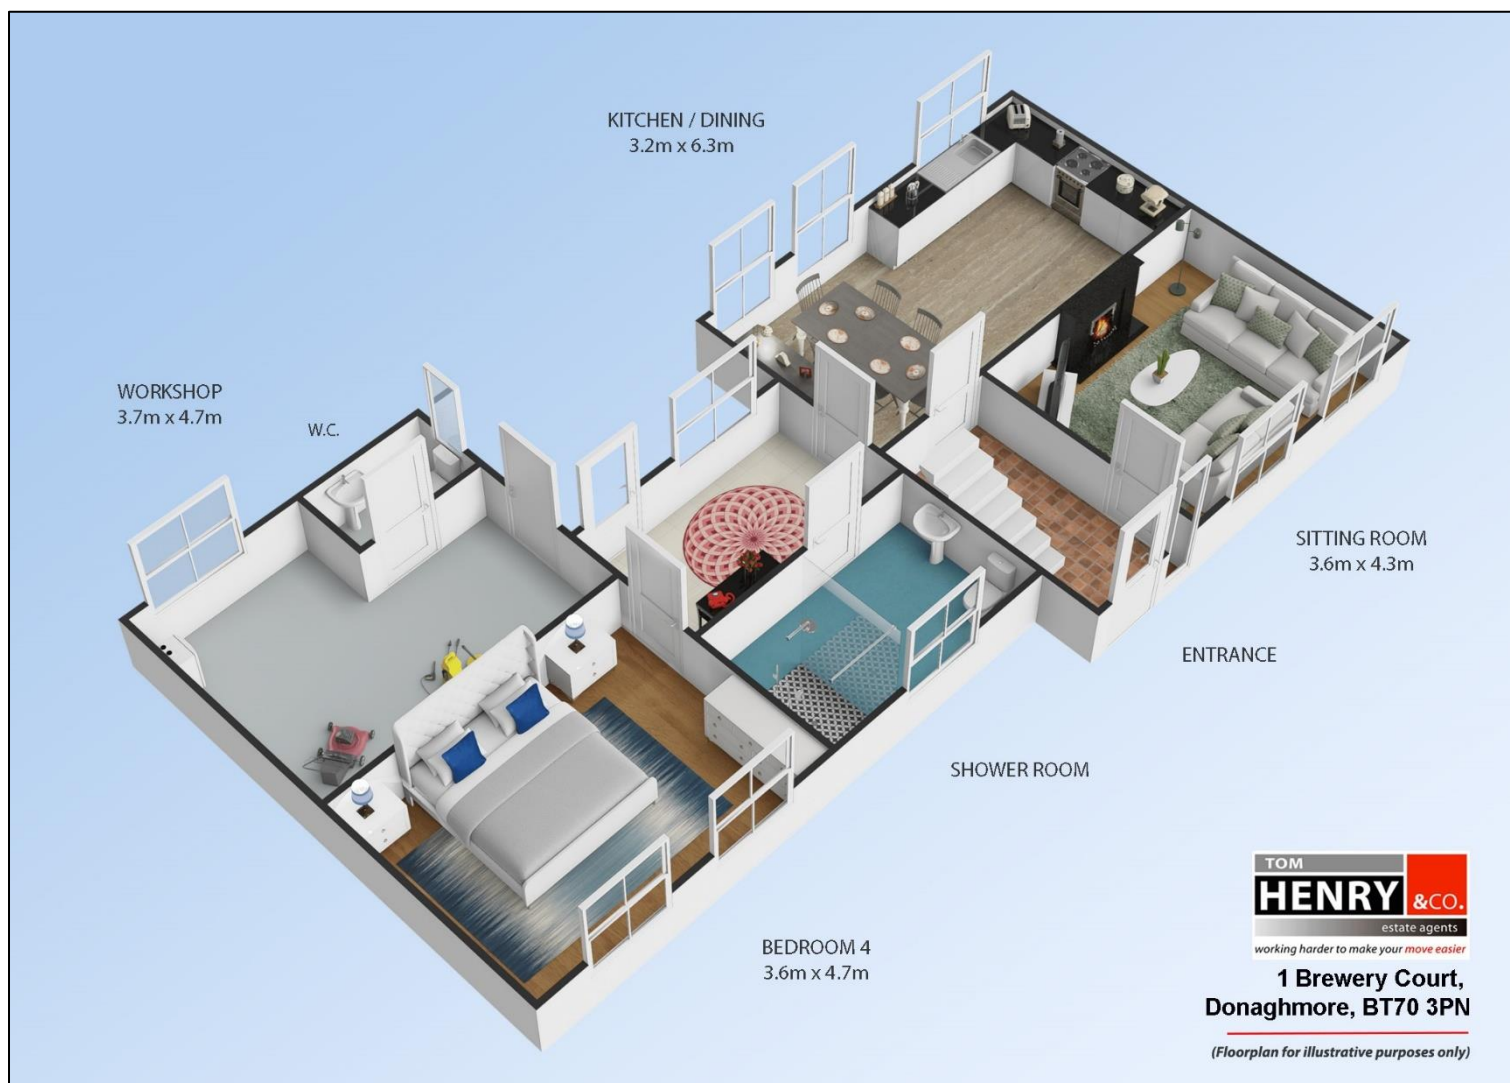 KITCHEN / DINING
3.2m x 6.3m
WORKSHOP
3.7m x 4.7m
W.C.
SITTING ROOM
3.6m x 4.3m
ENTRANCE
SHOWER ROOM
BEDROOM 4
3.6m x 4.7m
TOM
HENRY &CO.
estate agents
working harder to make your move easier
1 Brewery Court,
Donaghmore, BT70 3PN
(Floorplan for illustrative purposes only)